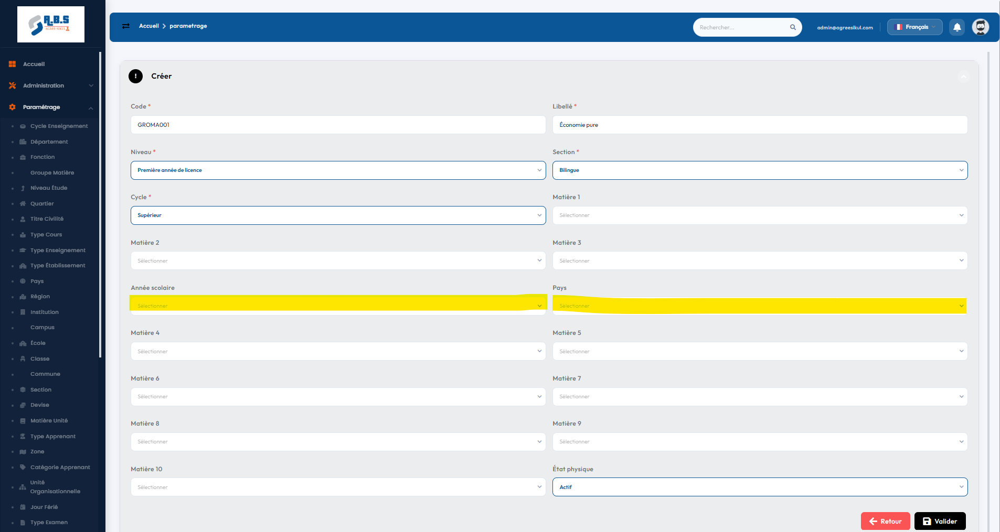 R.B.S
AGREE SIKUL
Accueil
Administration
Paramétrage
Cycle Enseignement
Département
Fonction
Groupe Matière
Niveau Étude
Quartier
Titre Civilité
Type Cours
Type Enseignement
Type Établissement
Pays
Région
Institution
Campus
École
Classe
Commune
Section
Devise
Matière Unité
Type Apprenant
Zone
Catégorie Apprenant
Unité
Organisationnelle
Jour Férié
Type Examen
Accueil > parametrage
Rechercher...
admin@agreesikul.com
Français
! Créer
Code *
GROMA001
Libellé *
Économie pure
Niveau *
Première année de licence
Section *
Bilingue
Cycle *
Supérieur
Matière 1
Sélectionner
Matière 2
Sélectionner
Matière 3
Sélectionner
Année scolaire
Sélectionner
Pays
Sélectionner
Matière 4
Sélectionner
Matière 5
Sélectionner
Matière 6
Sélectionner
Matière 7
Sélectionner
Matière 8
Sélectionner
Matière 9
Sélectionner
Matière 10
Sélectionner
État physique
Actif
Retour
Valider